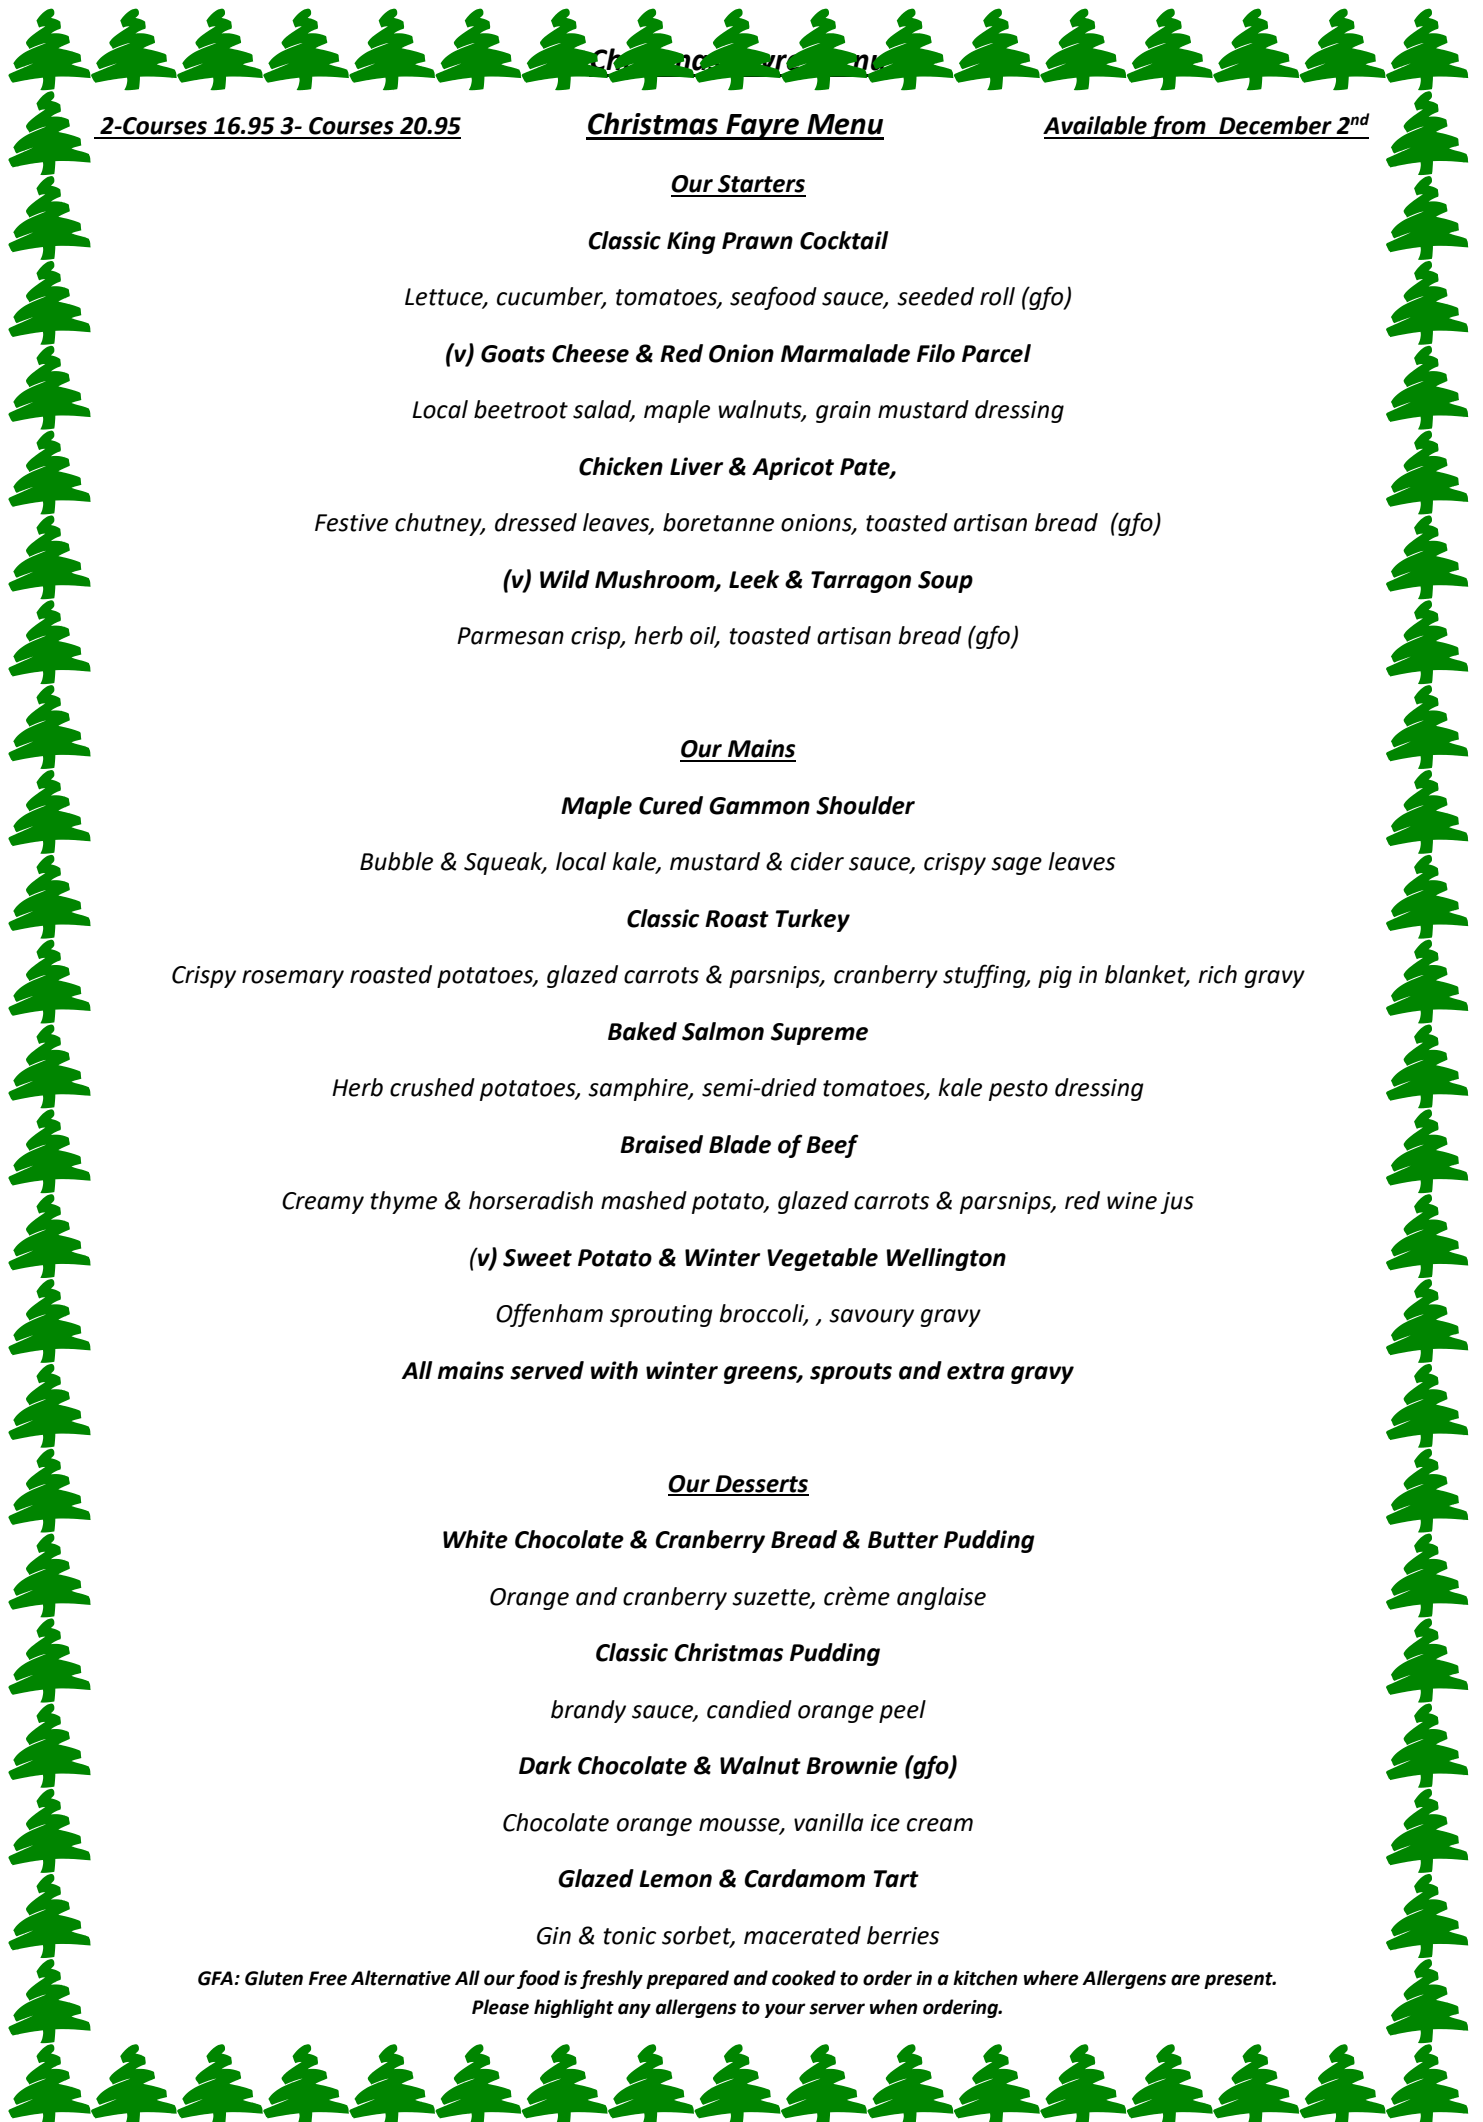 2-Courses 16.95 3- Courses 20.95 Christmas Fayre Menu Available from December 2nd
Our Starters
Classic King Prawn Cocktail
Lettuce, cucumber, tomatoes, seafood sauce, seeded roll (gfo)
(v) Goats Cheese & Red Onion Marmalade Filo Parcel
Local beetroot salad, maple walnuts, grain mustard dressing
Chicken Liver & Apricot Pate,
Festive chutney, dressed leaves, boretanne onions, toasted artisan bread (gfo)
(v) Wild Mushroom, Leek & Tarragon Soup
Parmesan crisp, herb oil, toasted artisan bread (gfo)
Our Mains
Maple Cured Gammon Shoulder
Bubble & Squeak, local kale, mustard & cider sauce, crispy sage leaves
Classic Roast Turkey
Crispy rosemary roasted potatoes, glazed carrots & parsnips, cranberry stuffing, pig in blanket, rich gravy
Baked Salmon Supreme
Herb crushed potatoes, samphire, semi-dried tomatoes, kale pesto dressing
Braised Blade of Beef
Creamy thyme & horseradish mashed potato, glazed carrots & parsnips, red wine jus
(v) Sweet Potato & Winter Vegetable Wellington
Offenham sprouting broccoli, , savoury gravy
All mains served with winter greens, sprouts and extra gravy
Our Desserts
White Chocolate & Cranberry Bread & Butter Pudding
Orange and cranberry suzette, crème anglaise
Classic Christmas Pudding
brandy sauce, candied orange peel
Dark Chocolate & Walnut Brownie (gfo)
Chocolate orange mousse, vanilla ice cream
Glazed Lemon & Cardamom Tart
Gin & tonic sorbet, macerated berries
GFA: Gluten Free Alternative All our food is freshly prepared and cooked to order in a kitchen where Allergens are present.
Please highlight any allergens to your server when ordering.